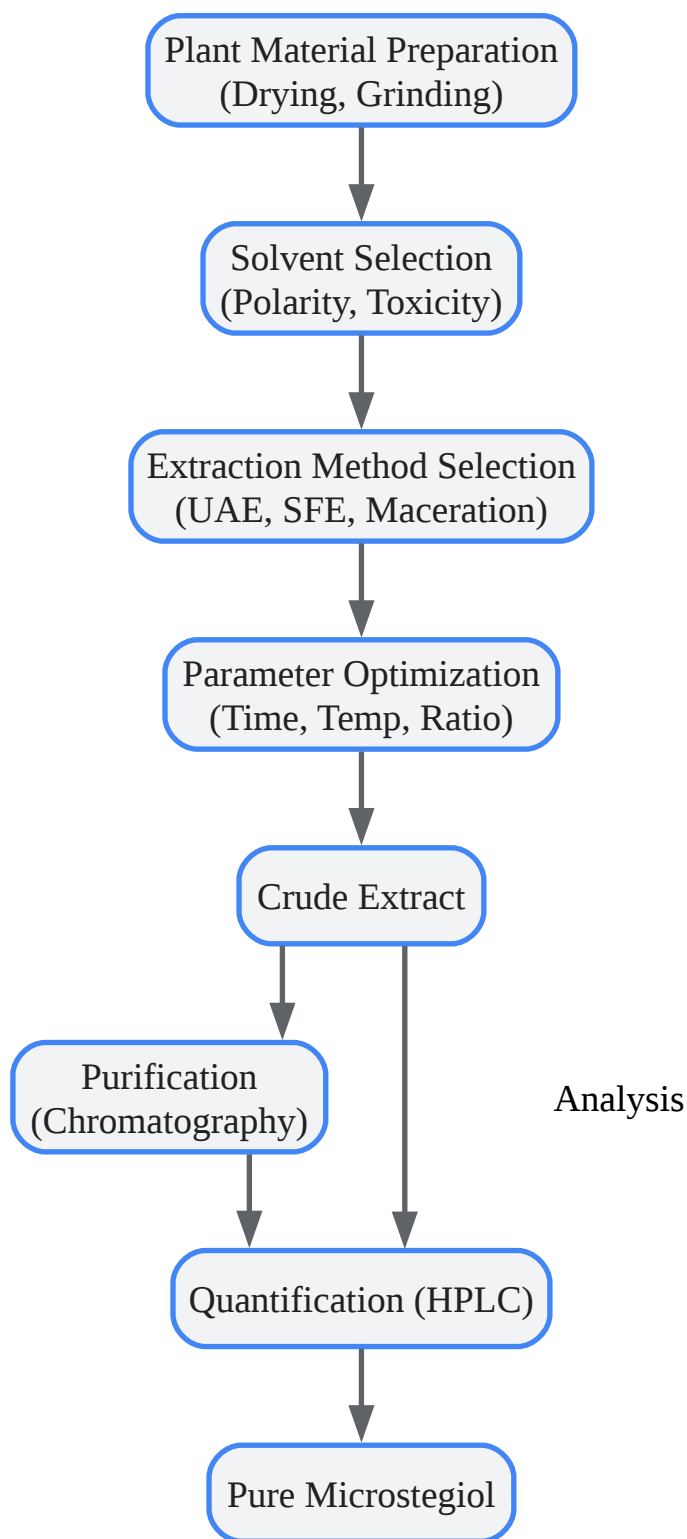 Plant Material Preparation
(Drying, Grinding)
Solvent Selection
(Polarity, Toxicity)
Extraction Method Selection
(UAE, SFE, Maceration)
Parameter Optimization
(Time, Temp, Ratio)
Crude Extract
Purification
(Chromatography)
Analysis
Quantification (HPLC)
Pure Microstegiol